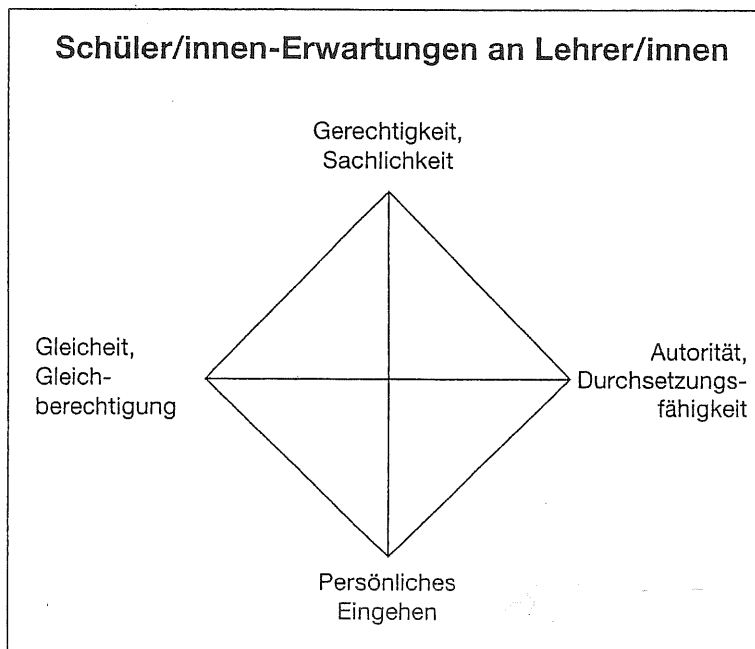 Schüler/innen-Erwartungen an Lehrer/innen
Gerechtigkeit,
Sachlichkeit
Gleicheit,
Gleich-
berechtigung
Autorität,
Durchsetzungs-
fähigkeit
Persönliches
Eingehen